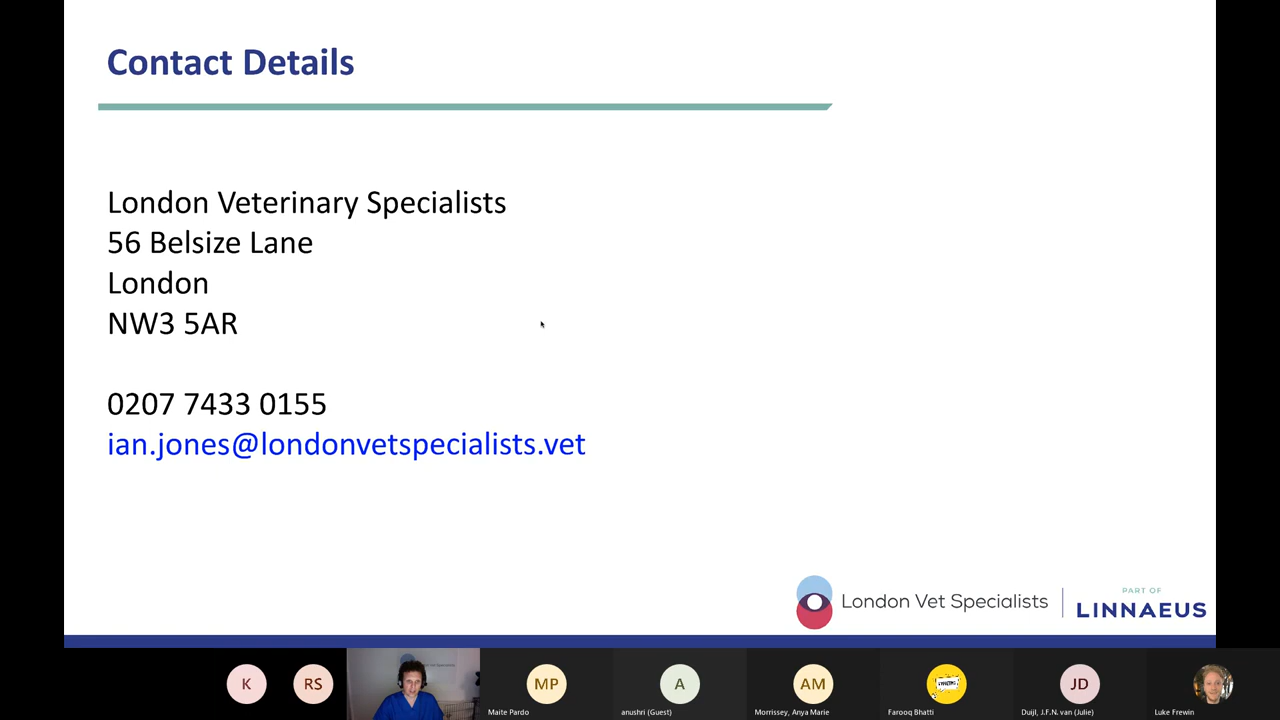 Contact Details
London Veterinary Specialists
56 Belsize Lane
London
NW3 5AR
0207 7433 0155
ian.jones@londonvetspecialists.vet
London Vet Specialists
PART OF
LINNAEUS
K
RS
MP
A
AM
JD
Maite Pardo
anushri (Guest)
Morrissey, Anya Marie
Farooq Bhatti
Duijl, J.F.N. van (Julie)
Luke Frewin